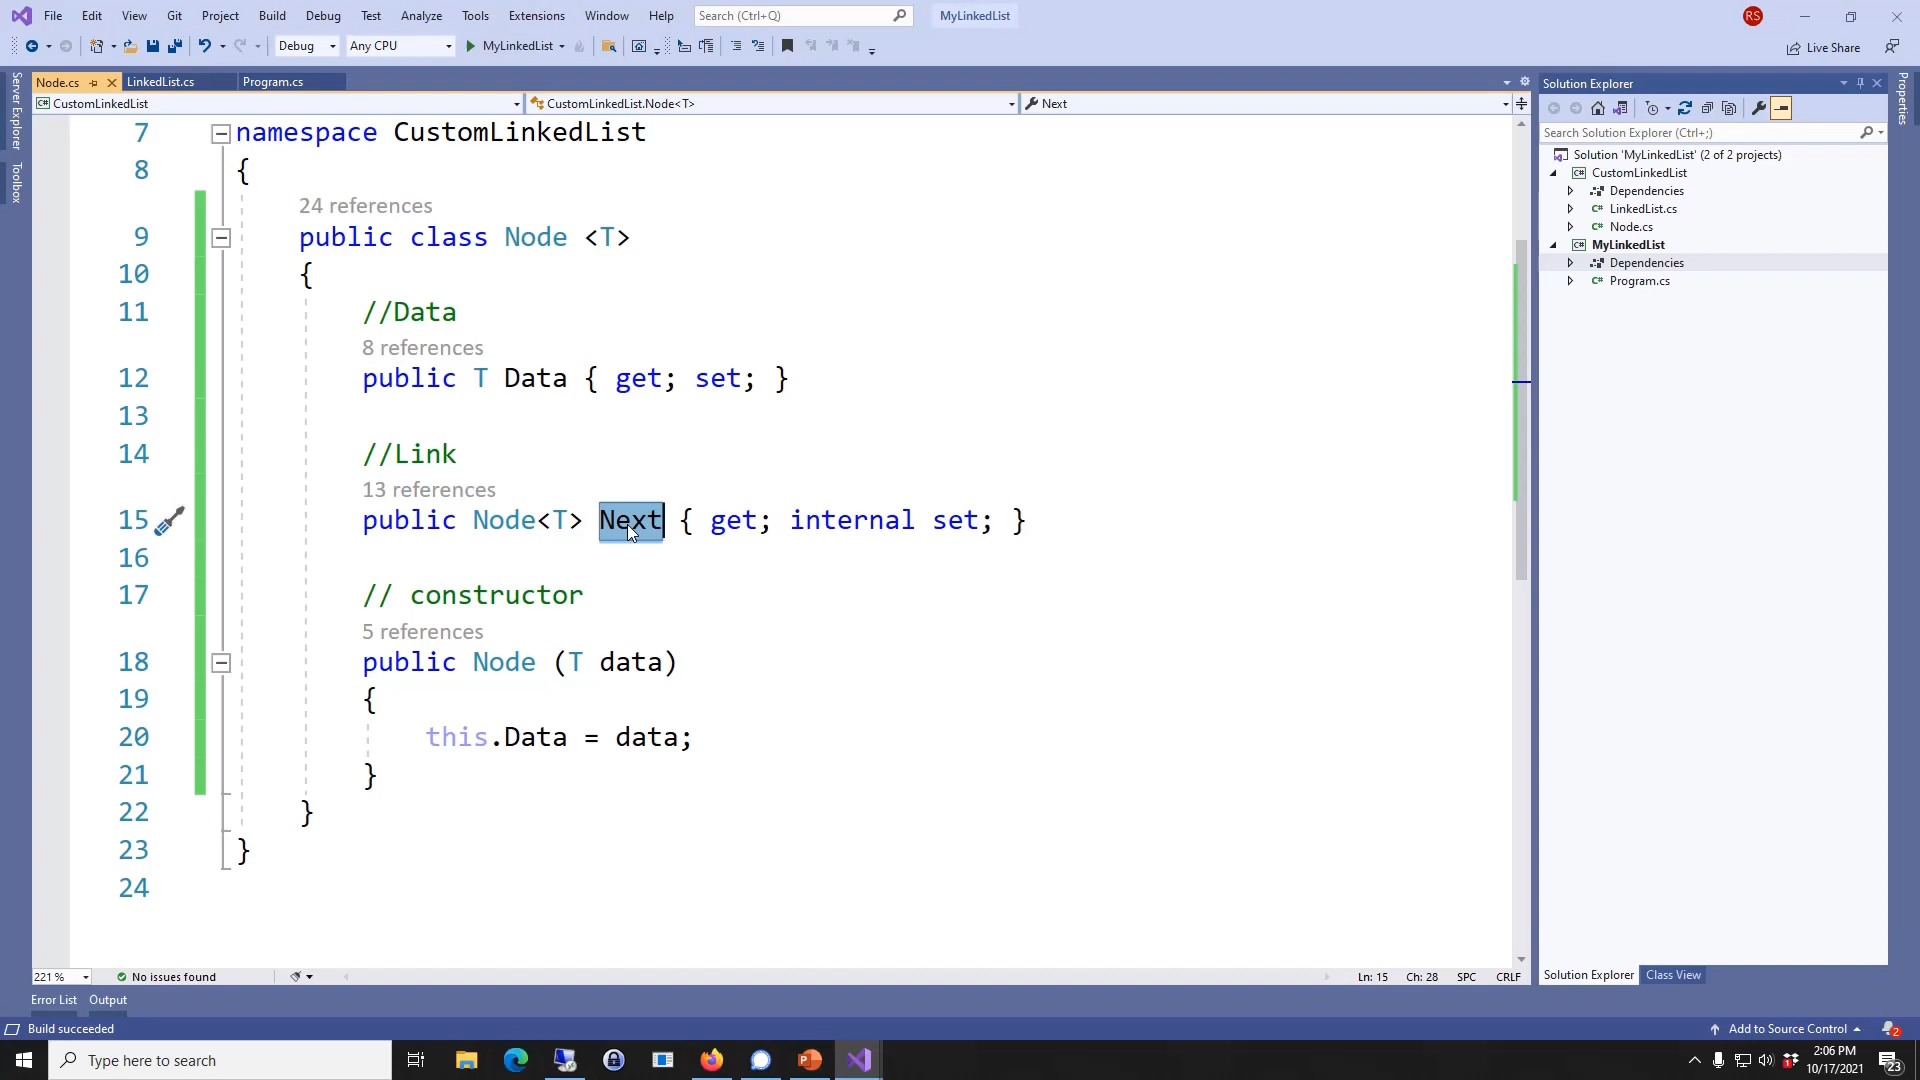 File Edit View Git Project Build Debug Test Analyze Tools Extensions Window Help Search (Ctrl+Q) MyLinkedList RS
Debug Any CPU MyLinkedList Live Share
Server Explorer
Toolbox
Node.cs LinkedList.cs Program.cs
CustomLinkedList CustomLinkedList.Node<T> Next
7 namespace CustomLinkedList
8 {
24 references
9 public class Node <T>
10 {
11 //Data
8 references
12 public T Data { get; set; }
13
14 //Link
13 references
15 public Node<T> Next { get; internal set; }
16
17 // constructor
5 references
18 public Node (T data)
19 {
20 this.Data = data;
21 }
22 }
23 }
24
221 % No issues found Ln: 15 Ch: 28 SPC CRLF
Solution Explorer
Search Solution Explorer (Ctrl+;)
Solution 'MyLinkedList' (2 of 2 projects)
C# CustomLinkedList
Dependencies
C# LinkedList.cs
C# Node.cs
C# MyLinkedList
Dependencies
C# Program.cs
Solution Explorer Class View
Properties
Error List Output
Build succeeded Add to Source Control 2
Type here to search
2:06 PM
10/17/2021
23